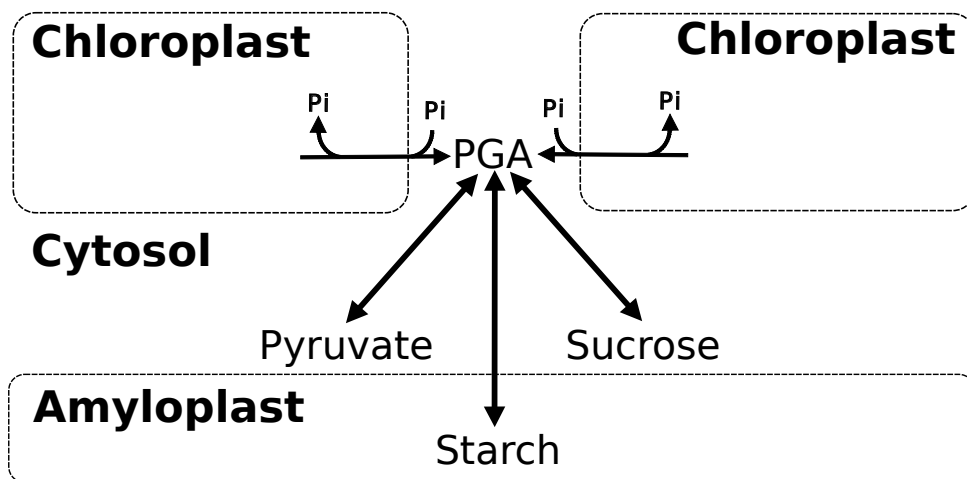 Chloroplast
Chloroplast
Pi
Pi
Pi
Pi
PGA
Cytosol
Pyruvate
Sucrose
Amyloplast
Starch